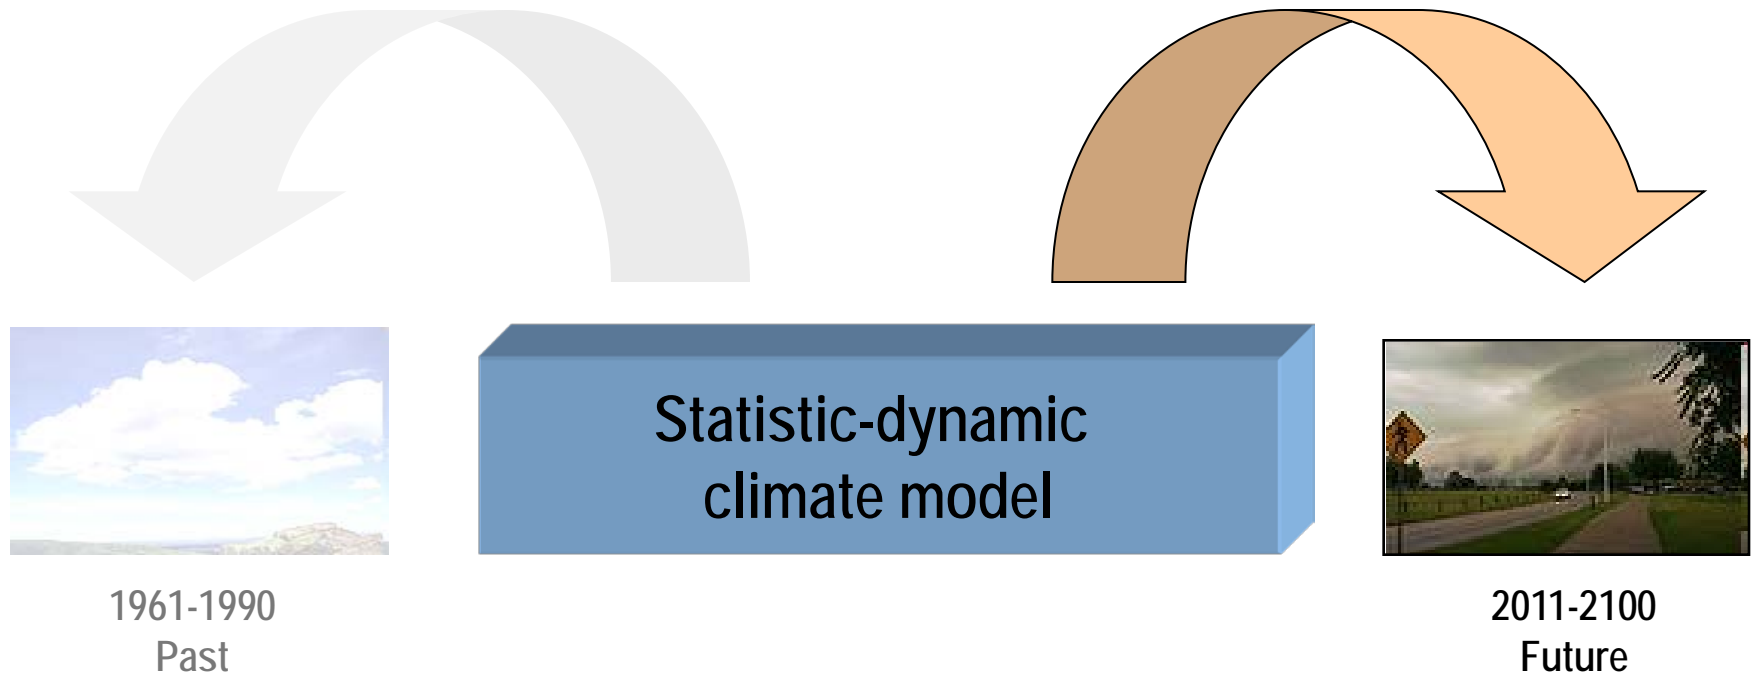 Statistic-dynamic
climate model
1961-1990
Past
2011-2100
Future